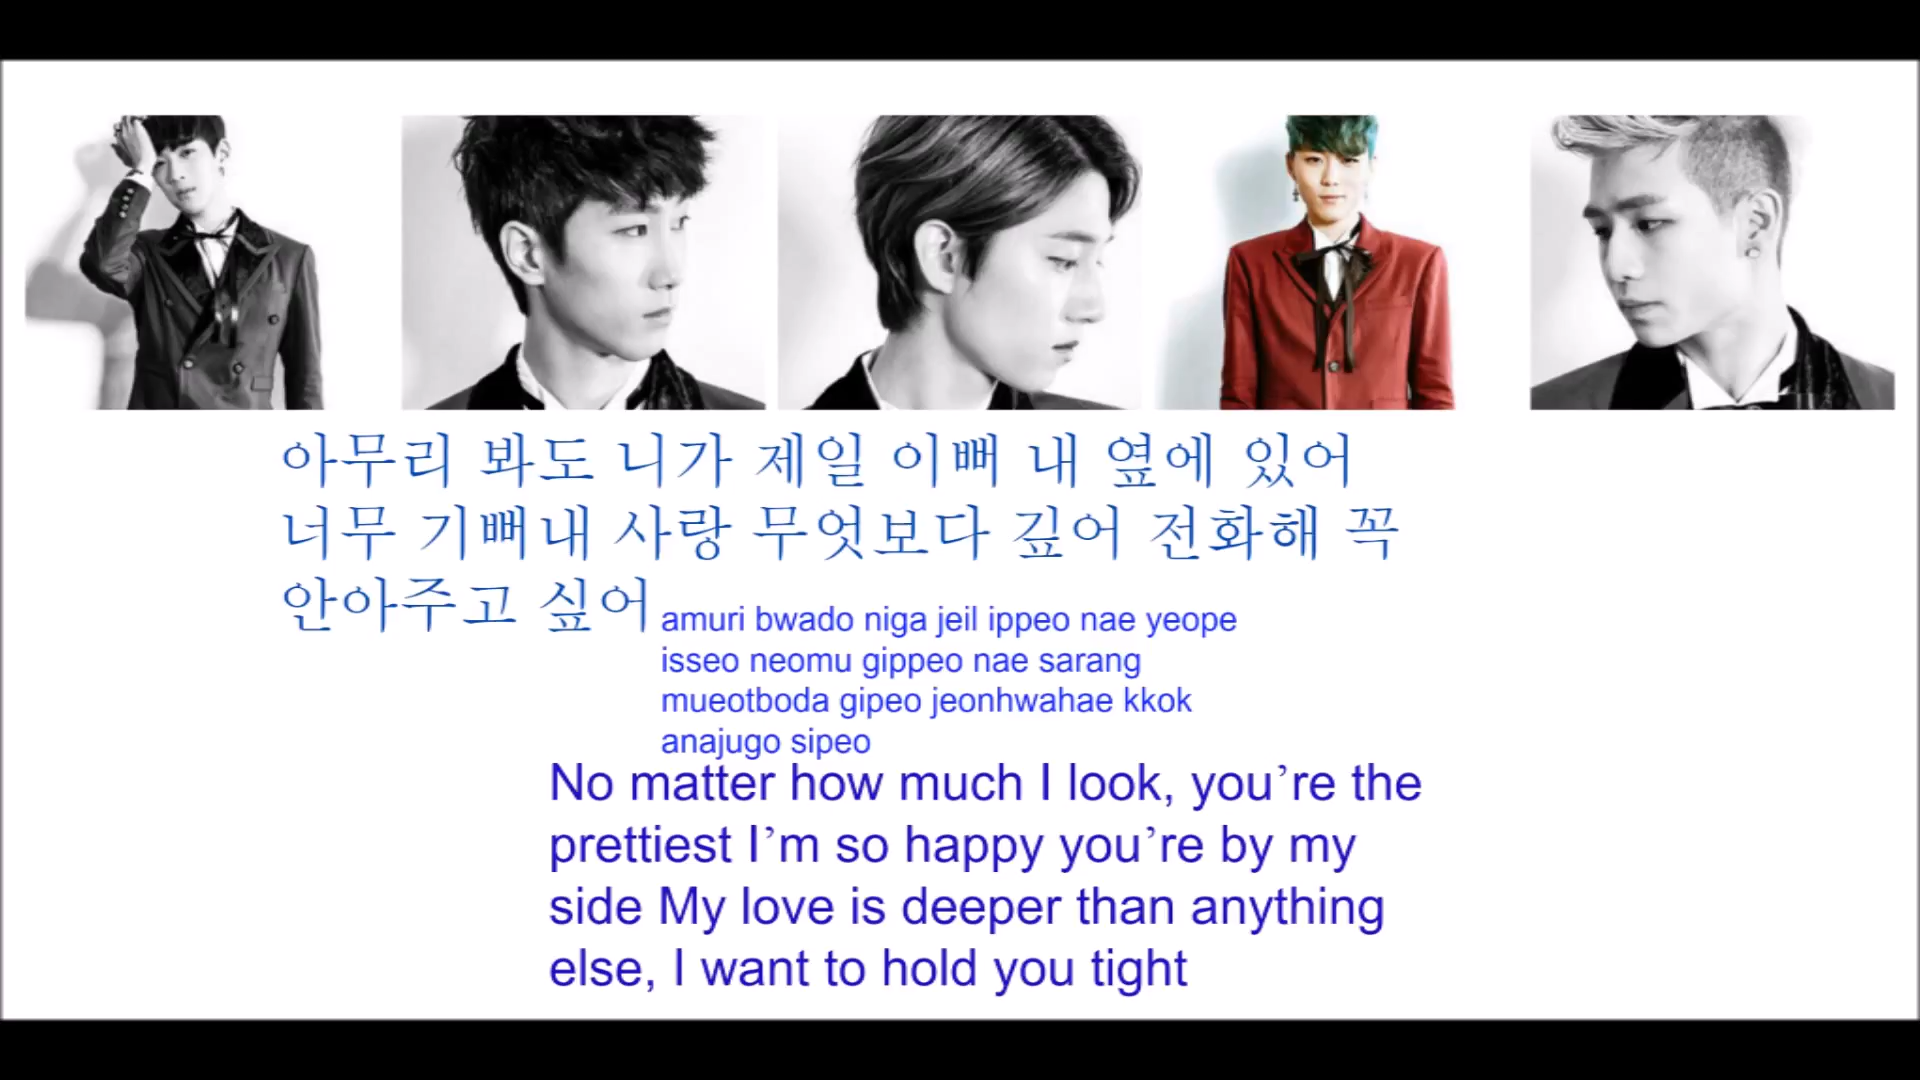 아무리 봐도 니가 제일 이뻐 내 옆에 있어
너무 기뻐내 사랑 무엇보다 깊어 전화해 꼭
안아주고 싶어
amuri bwado niga jeil ippeo nae yeope
isseo neomu gippeo nae sarang
mueotboda gipeo jeonhwahae kkok
anajugo sipeo
No matter how much I look, you’re the
prettiest I’m so happy you’re by my
side My love is deeper than anything
else, I want to hold you tight